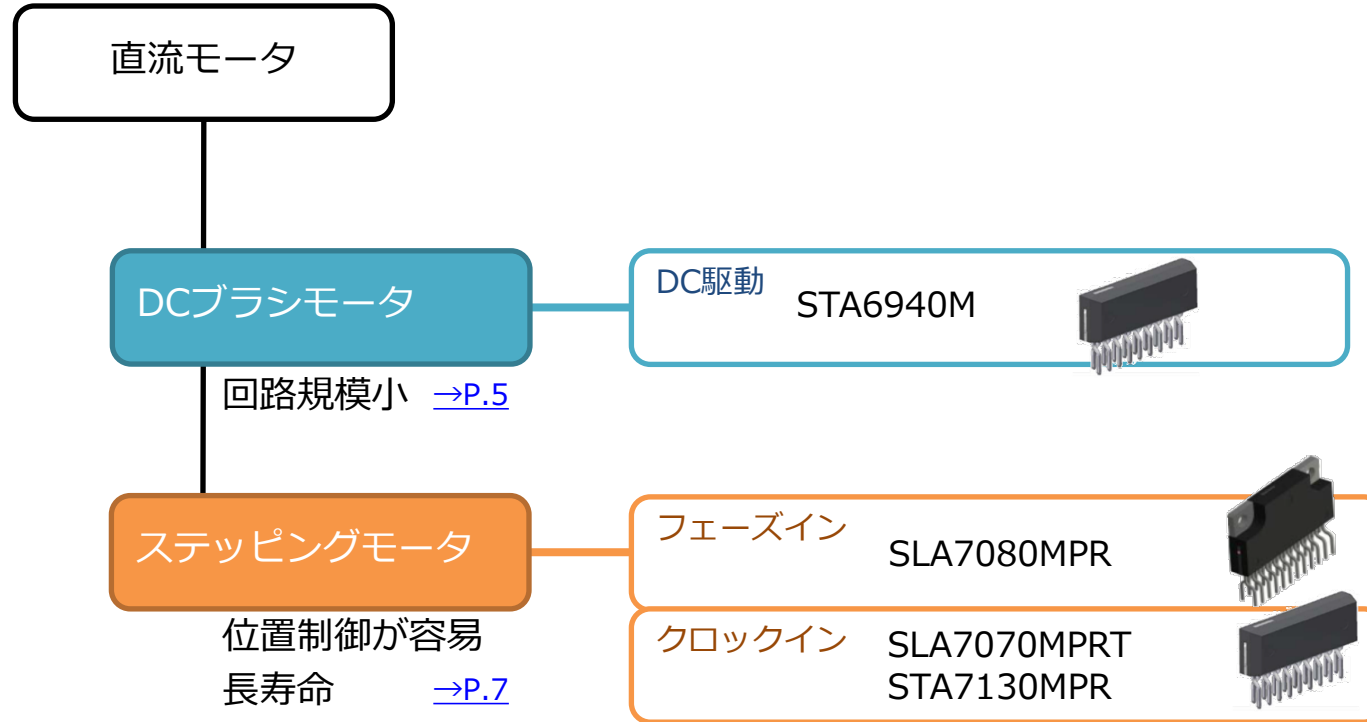 直流モータ
DCブラシモータ
DC駆動
STA6940M
回路規模小 →P.5
ステッピングモータ
フェーズイン
SLA7080MPR
位置制御が容易
長寿命 →P.7
クロックイン
SLA7070MPRT
STA7130MPR